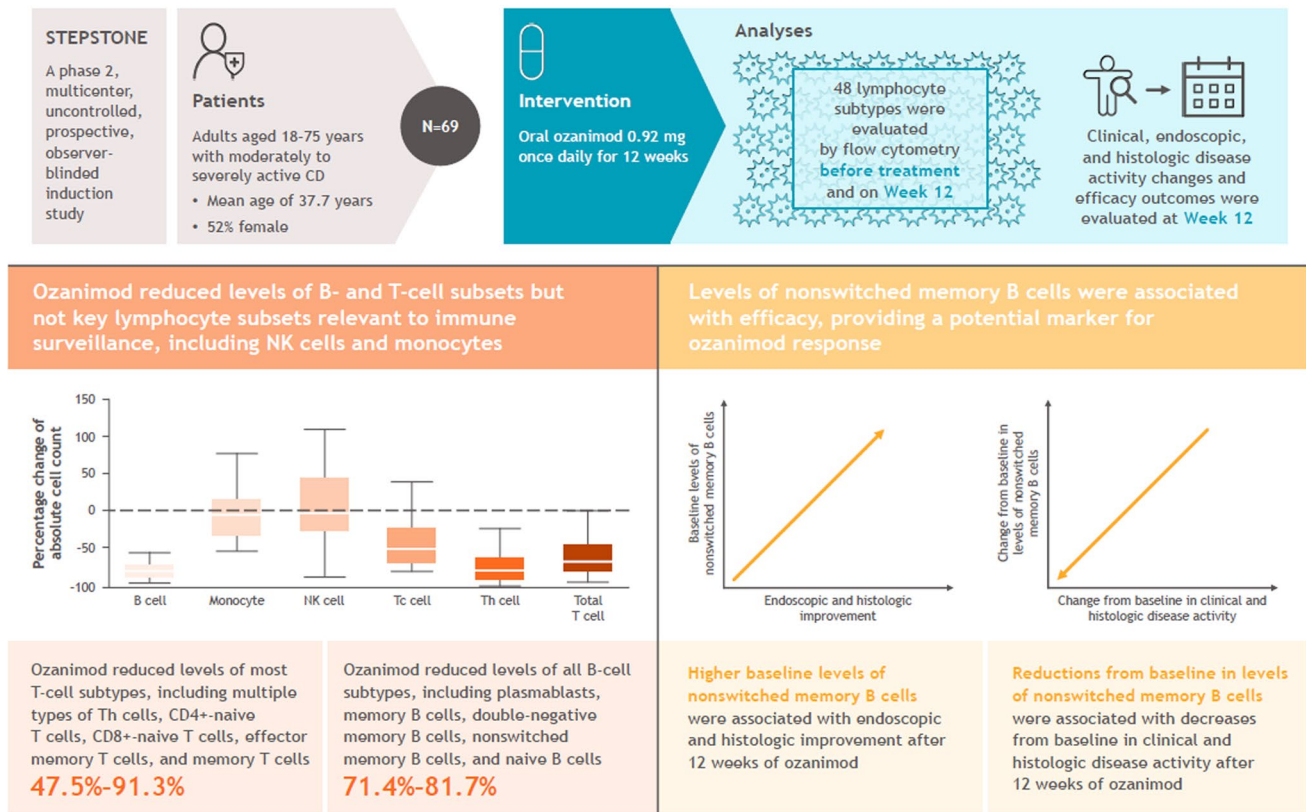 STEPSTONE
A phase 2,
multicenter,
uncontrolled,
prospective,
observer-
blinded
induction
study
Patients
Adults aged 18-75 years
with moderately to
severely active CD
• Mean age of 37.7 years
• 52% female
N=69
Intervention
Oral ozanimod 0.92 mg
once daily for 12 weeks
Analyses
48 lymphocyte
subtypes were
evaluated
by flow cytometry
before treatment
and on Week 12
Clinical, endoscopic,
and histologic disease
activity changes and
efficacy outcomes were
evaluated at Week 12
Ozanimod reduced levels of B- and T-cell subsets but
not key lymphocyte subsets relevant to immune
surveillance, including NK cells and monocytes
Percentage change of
absolute cell count
150
100
50
0
-50
-100
B cell
Monocyte
NK cell
Tc cell
Th cell
Total
T cell
Ozanimod reduced levels of most
T-cell subtypes, including multiple
types of Th cells, CD4+-naive
T cells, CD8+-naive T cells, effector
memory T cells, and memory T cells
47.5%-91.3%
Ozanimod reduced levels of all B-cell
subtypes, including plasmablasts,
memory B cells, double-negative
memory B cells, nonswitched
memory B cells, and naive B cells
71.4%-81.7%
Levels of nonswitched memory B cells were associated
with efficacy, providing a potential marker for
ozanimod response
Baseline levels of
nonswitched memory B cells
Endoscopic and histologic
improvement
Change from baseline in
levels of nonswitched
memory B cells
Change from baseline in clinical and
histologic disease activity
Higher baseline levels of
nonswitched memory B cells
were associated with endoscopic
and histologic improvement after
12 weeks of ozanimod
Reductions from baseline in levels
of nonswitched memory B cells
were associated with decreases
from baseline in clinical and
histologic disease activity after
12 weeks of ozanimod